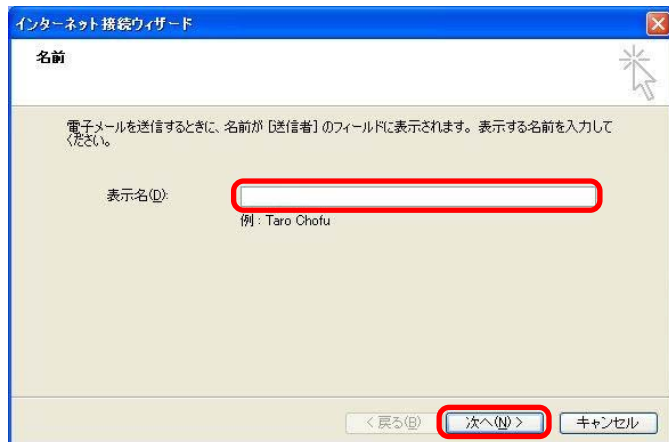 インターネット接続ウィザード
名前
電子メールを送信するときに、名前が [送信者] のフィールドに表示されます。表示する名前を入力して
ください。
表示名(D):
例 : Taro Chofu
< 戻る(B)
次へ(N) >
キャンセル